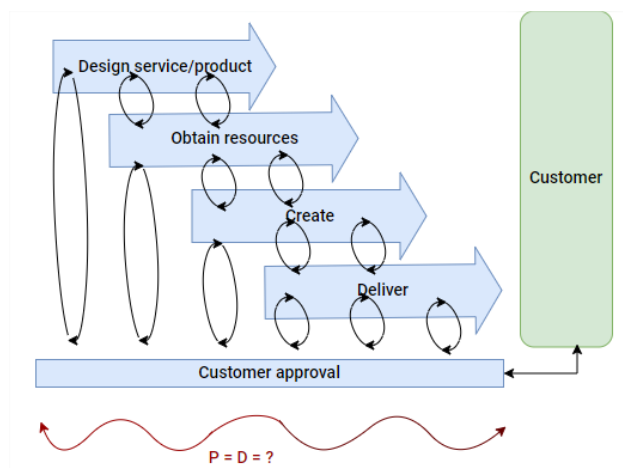 Design service/product
Obtain resources
Customer
Create
Deliver
Customer approval
P = D = ?